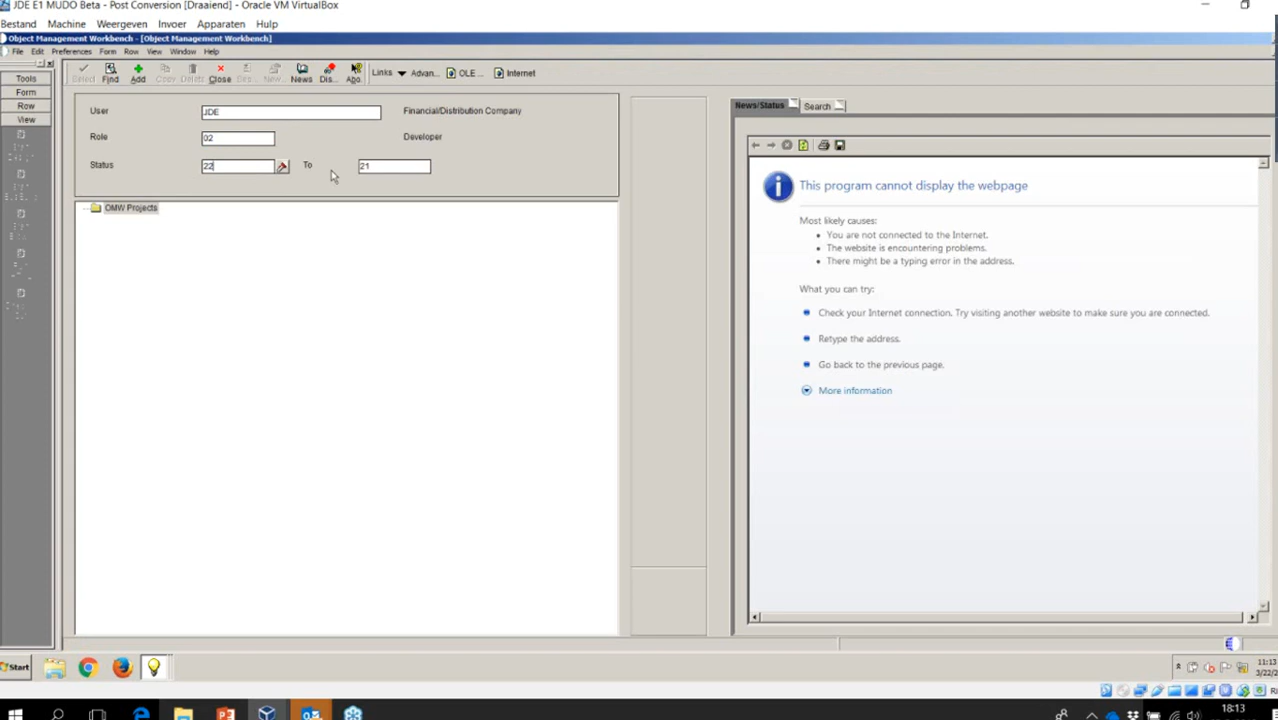 JDE E1 MUDO Beta - Post Conversion [Draaiend] - Oracle VM VirtualBox
Bestand Machine Weergeven Invoer Apparaten Hulp
Object Management Workbench - [Object Management Workbench]
File Edit Preferences Form Row View Window Help
Select Find Add Copy Delete Close Des... New... News Dis... Abo. Links Advan... OLE ... Internet
Tools
Form
Row
View
User JDE Financial/Distribution Company
Role 02 Developer
Status 22 To 21
OMW Projects
News/Status Search
This program cannot display the webpage
Most likely causes:
You are not connected to the Internet.
The website is encountering problems.
There might be a typing error in the address.
What you can try:
Check your Internet connection. Try visiting another website to make sure you are connected.
Retype the address.
Go back to the previous page.
More information
Start
11:13
3/22/2
18:13